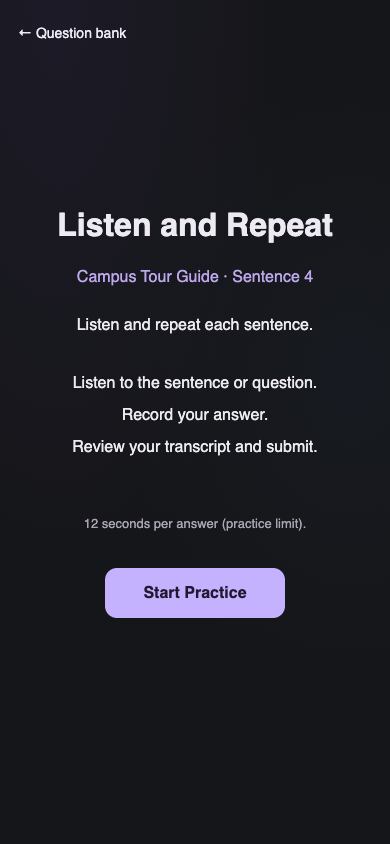 ← Question bank
Listen and Repeat
Campus Tour Guide · Sentence 4
Listen and repeat each sentence.
Listen to the sentence or question.
Record your answer.
Review your transcript and submit.
12 seconds per answer (practice limit).
Start Practice